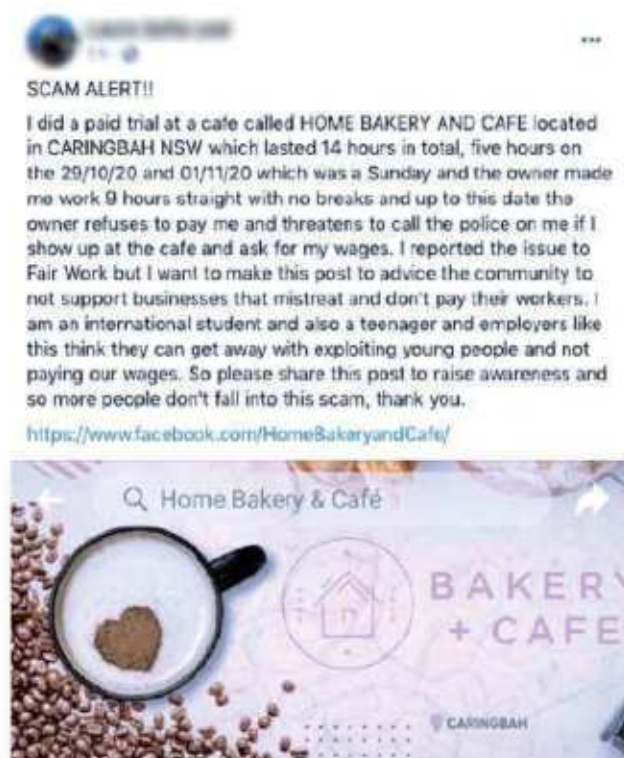 SCAM ALERT!!
I did a paid trial at a cafe called HOME BAKERY AND CAFE located
in CARINGBAH NSW which lasted 14 hours in total, five hours on
the 29/10/20 and 01/11/20 which was a Sunday and the owner made
me work 9 hours straight with no breaks and up to this date the
owner refuses to pay me and threatens to call the police on me if I
show up at the cafe and ask for my wages. I reported the issue to
Fair Work but I want to make this post to advice the community to
not support businesses that mistreat and don't pay their workers. I
am an international student and also a teenager and employers like
this think they can get away with exploiting young people and not
paying our wages. So please share this post to raise awareness and
so more people don't fall into this scam, thank you.
https://www.facebook.com/HomeBakeryandCafe/
Home Bakery & Café
BAKERY
+ CAFE
CARINGBAH